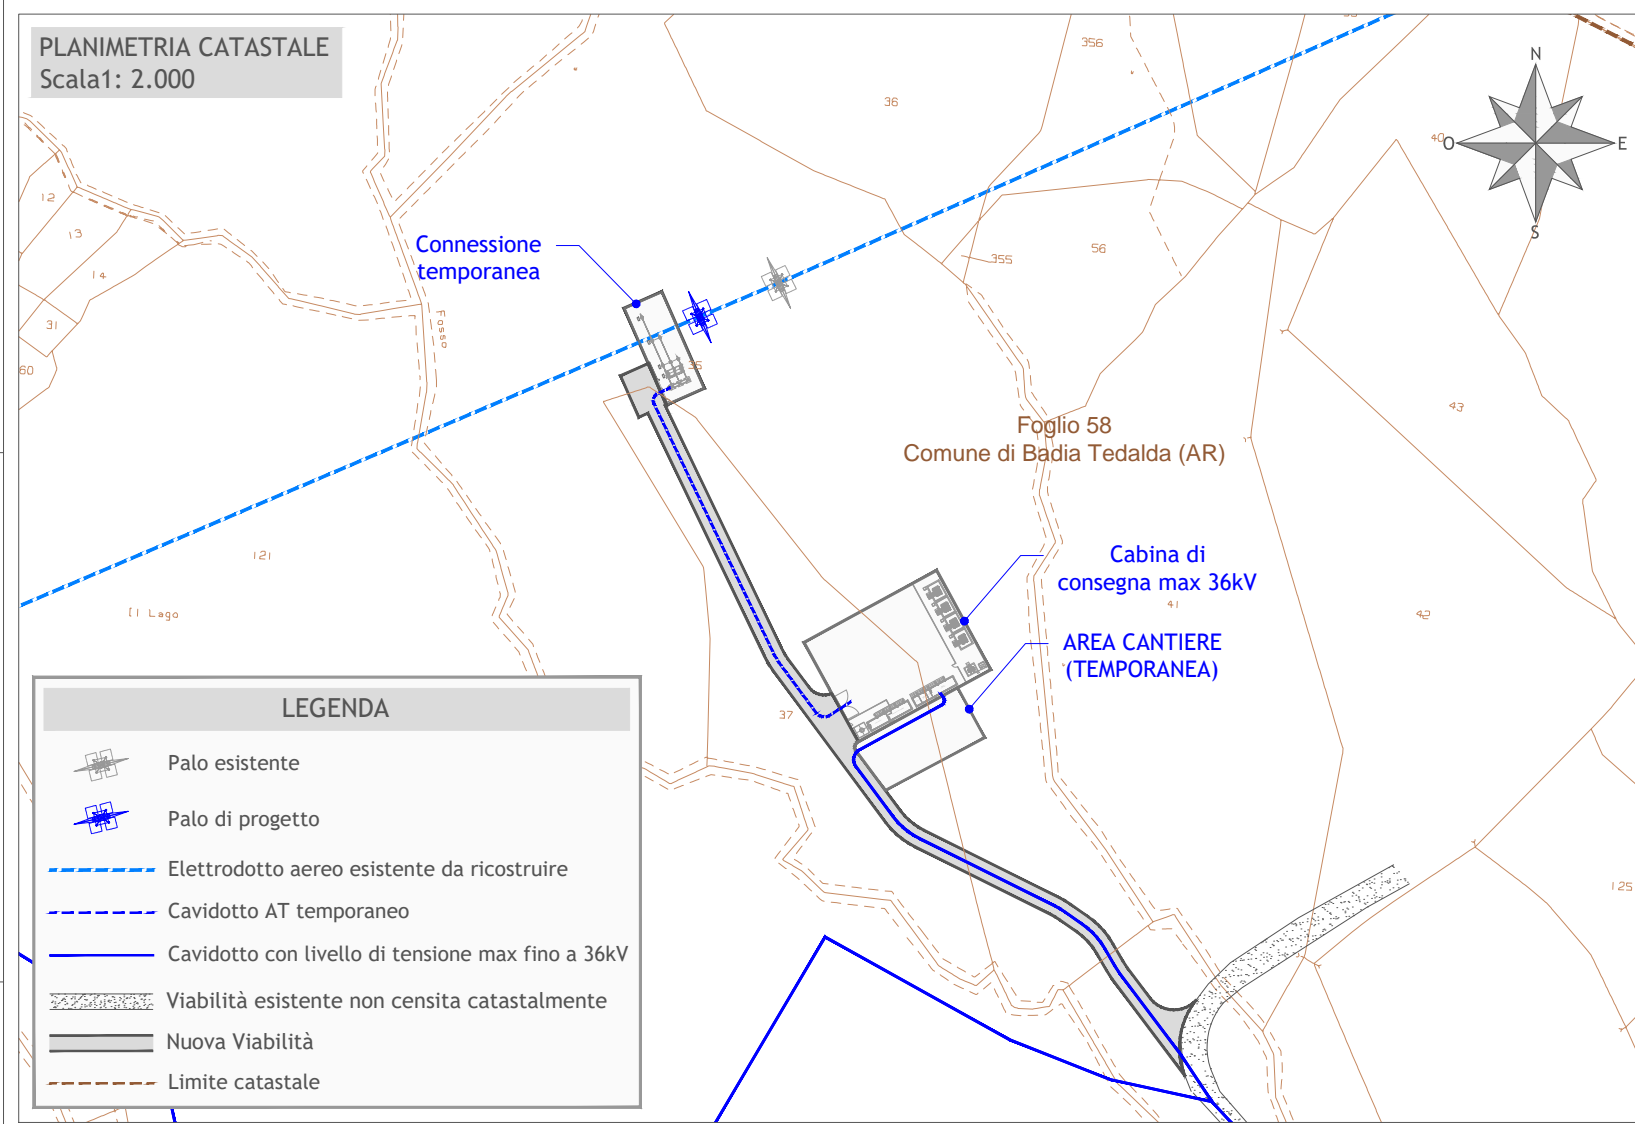 PLANIMETRIA CATASTALE
Scala1: 2.000
356
36
N
40
O
E
S
12
13
14
31
60
Fosso
Connessione
temporanea
355
56
35
43
Foglio 58
Comune di Badia Tedalda (AR)
121
Il Lago
Cabina di
consegna max 36kV
41
42
AREA CANTIERE
(TEMPORANEA)
37
125
LEGENDA
Palo esistente
Palo di progetto
Elettrodotto aereo esistente da ricostruire
Cavidotto AT temporaneo
Cavidotto con livello di tensione max fino a 36kV
Viabilità esistente non censita catastalmente
Nuova Viabilità
Limite catastale